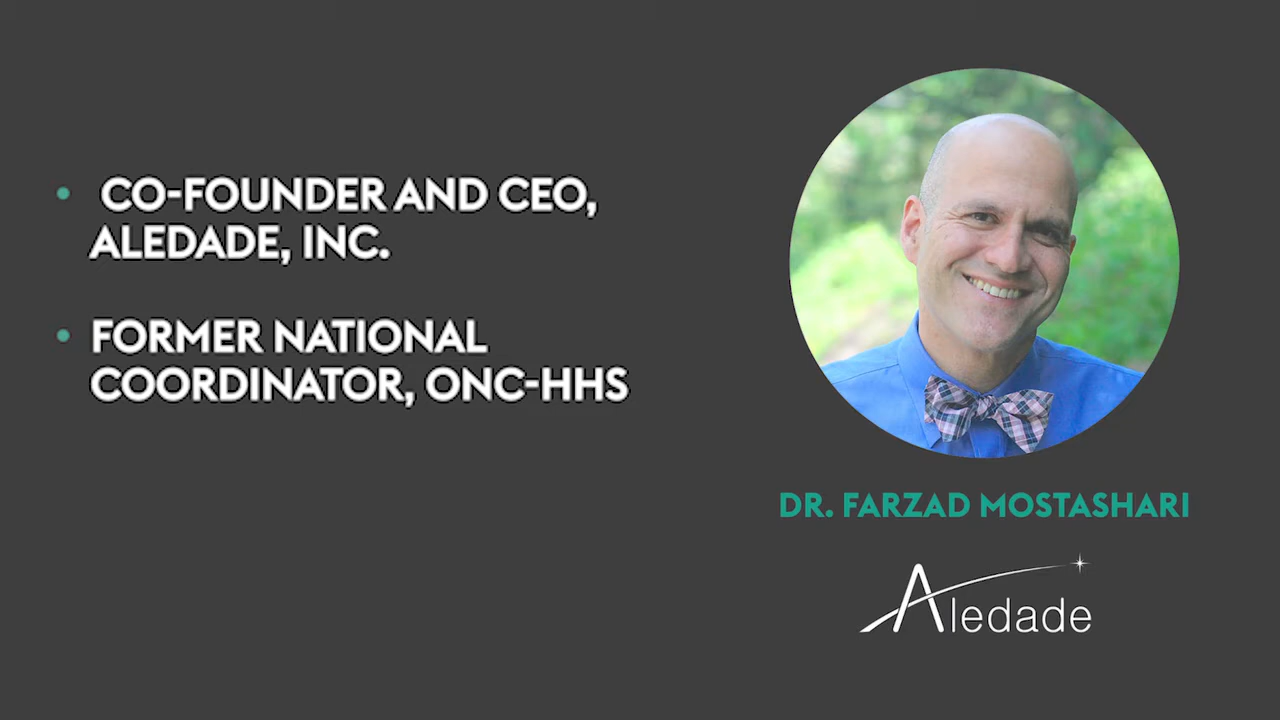 • CO-FOUNDER AND CEO,
ALEDADE, INC.
• FORMER NATIONAL
COORDINATOR, ONC-HHS
DR. FARZAD MOSTASHARI
Aledade